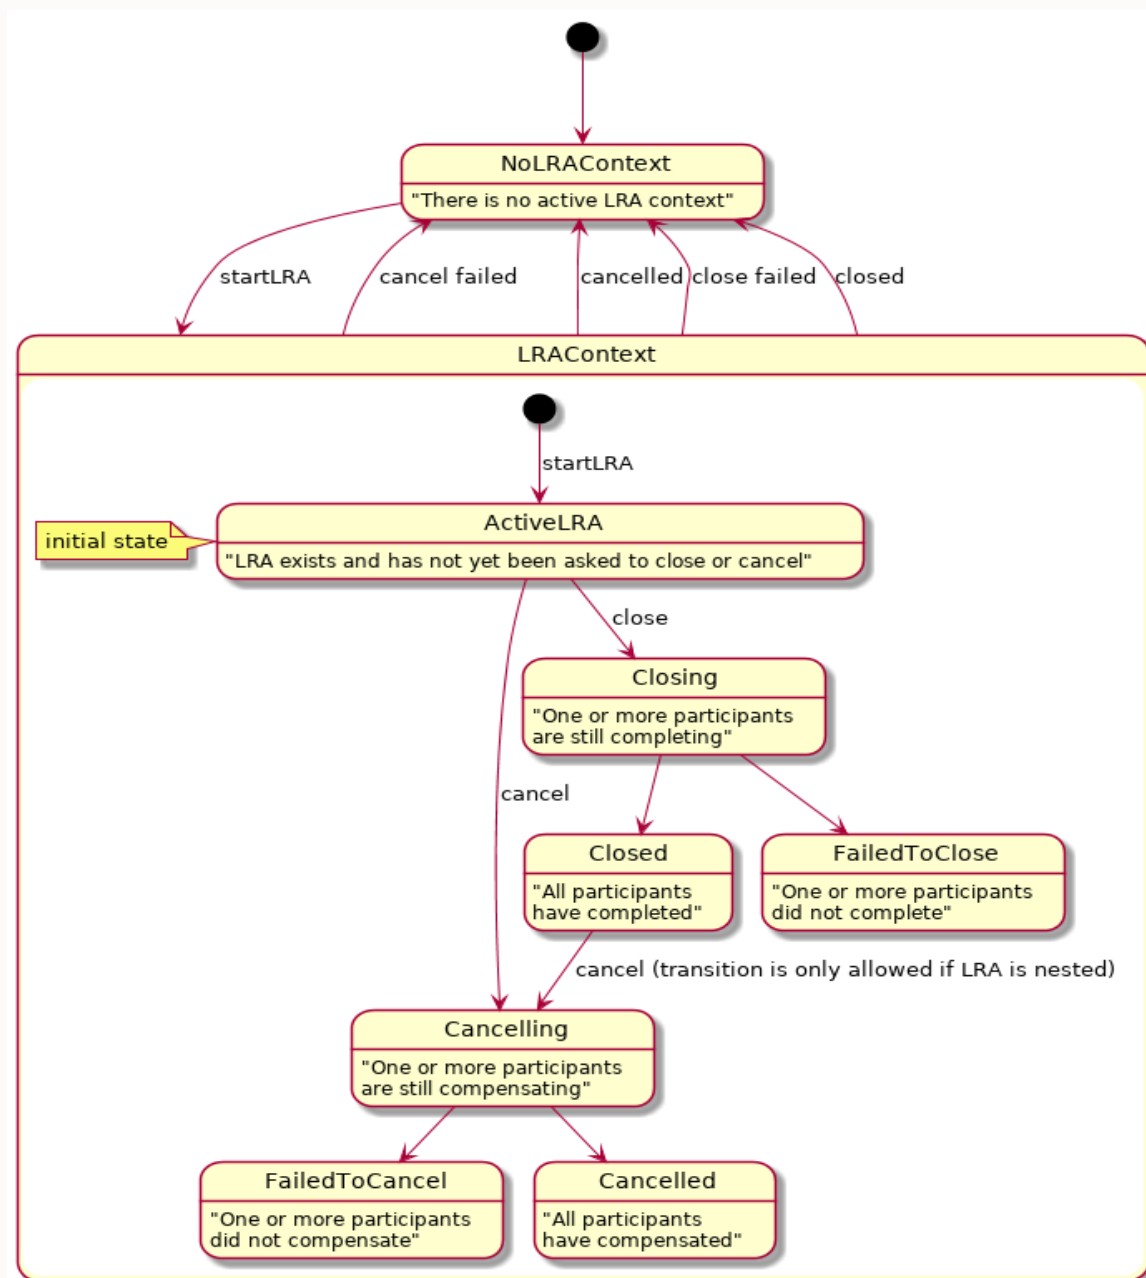 NoLRAContext
"There is no active LRA context"
startLRA
cancel failed
cancelled
close failed
closed
LRAContext
startLRA
ActiveLRA
initial state
"LRA exists and has not yet been asked to close or cancel"
close
Closing
"One or more participants
are still completing"
cancel
Closed
"All participants
have completed"
FailedToClose
"One or more participants
did not complete"
cancel (transition is only allowed if LRA is nested)
Cancelling
"One or more participants
are still compensating"
FailedToCancel
"One or more participants
did not compensate"
Cancelled
"All participants
have compensated"